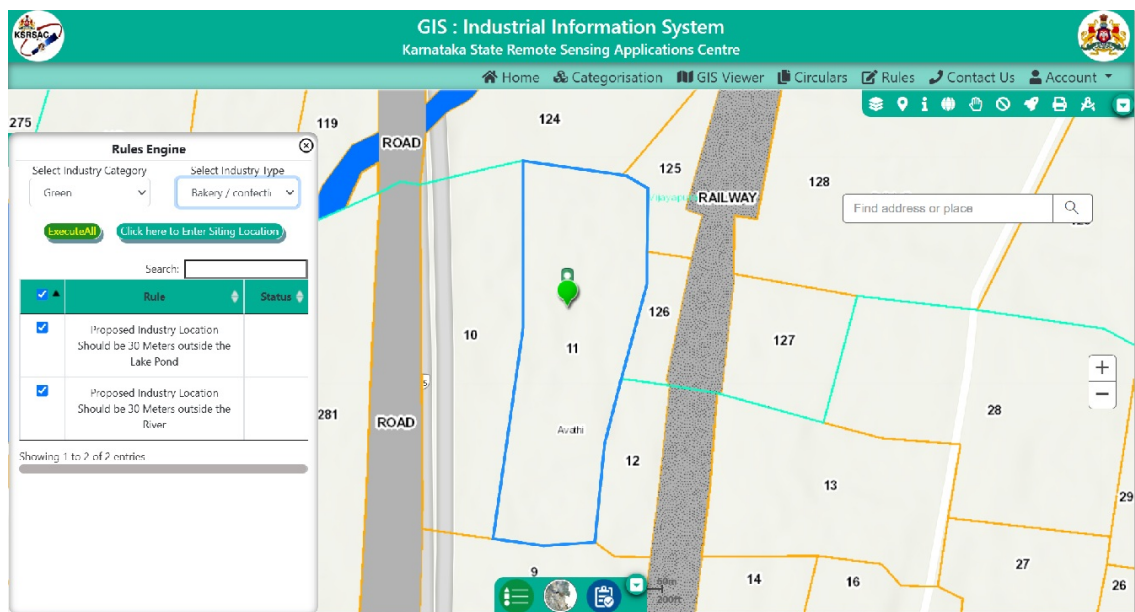 KSRSAC
GIS : Industrial Information System
Karnataka State Remote Sensing Applications Centre
Home Categorisation GIS Viewer Circulars Rules Contact Us Account
275
119
ROAD
124
125
RAILWAY
128
Rules Engine
Select Industry Category Select Industry Type
Green Bakery / confecti
ExecuteAll Click here to Enter Siting Location
Search:
Rule Status
Proposed Industry Location
Should be 30 Meters outside the
Lake Pond
Proposed Industry Location
Should be 30 Meters outside the
River
Showing 1 to 2 of 2 entries
Find address or place
126
10
11
127
281
ROAD
Avathi
28
12
13
29
9
14
16
27
26
50m
200ft